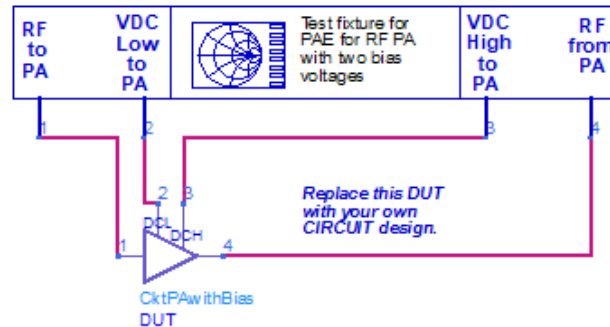 RF
to
PA
VDC
Low
to
PA
Test fixture for
PAE for RF PA
with two bias
voltages
VDC
High
to
PA
RF
from
PA
1
2
3
4
2
3
DCL
DCH
1
4
Replace this DUT
with your own
CIRCUIT design.
CktPAwithBias
DUT